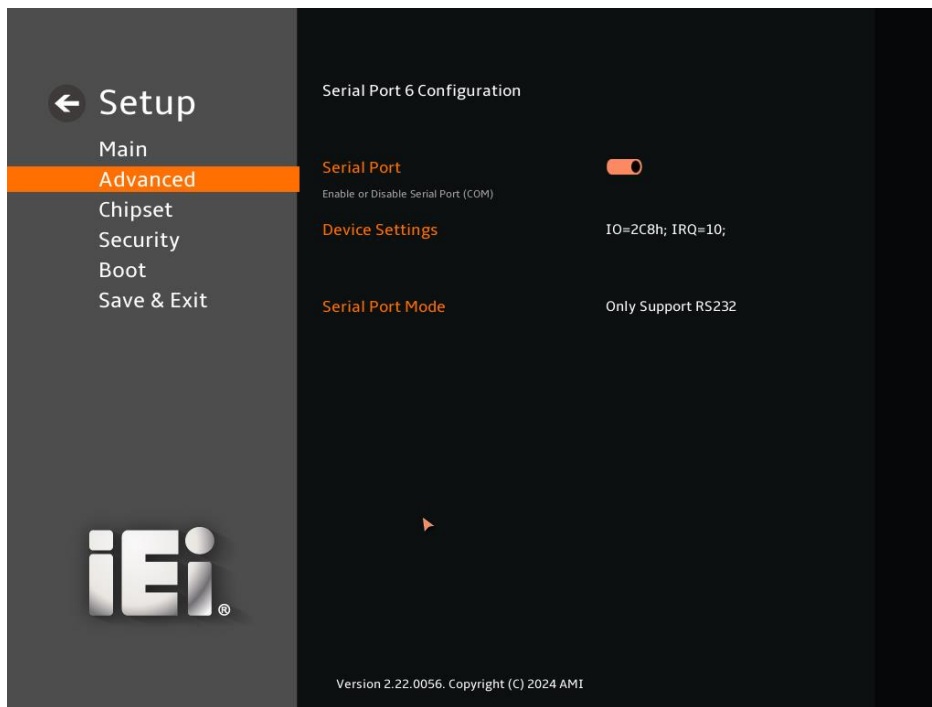 Setup
Main
Advanced
Chipset
Security
Boot
Save & Exit
iEi®
Serial Port 6 Configuration
Serial Port
Enable or Disable Serial Port (COM)
Device Settings IO=2C8h; IRQ=10;
Serial Port Mode Only Support RS232
Version 2.22.0056. Copyright (C) 2024 AMI